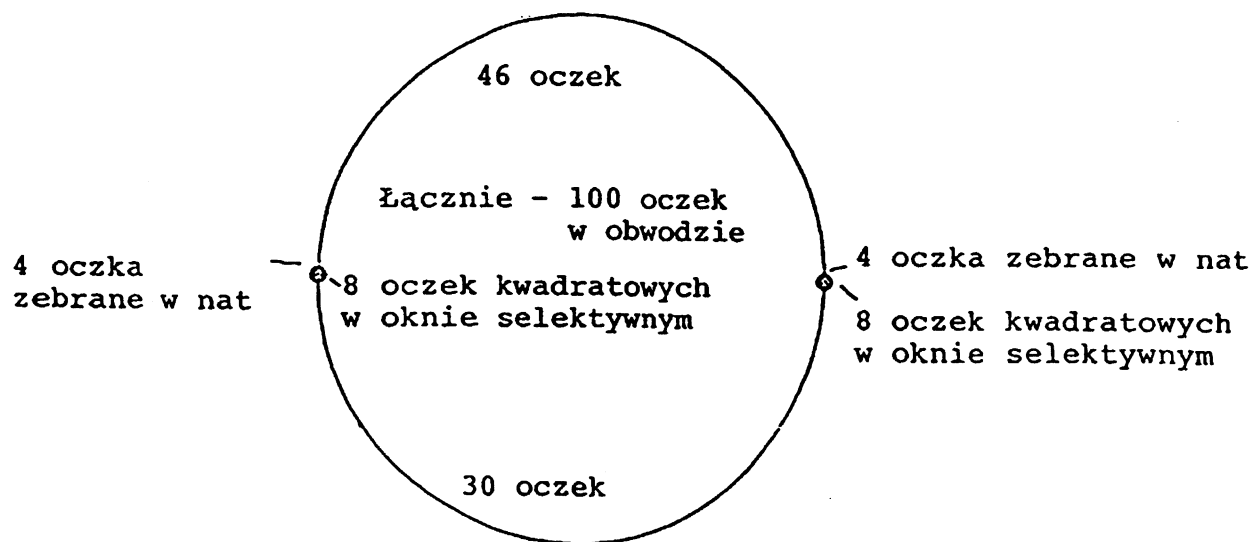 46 oczek
Łącznie - 100 oczek
w obwodzie
4 oczka
zebrane w nat
8 oczek kwadratowych
w oknie selektywnym
4 oczka zebrane w nat
8 oczek kwadratowych
w oknie selektywnym
30 oczek